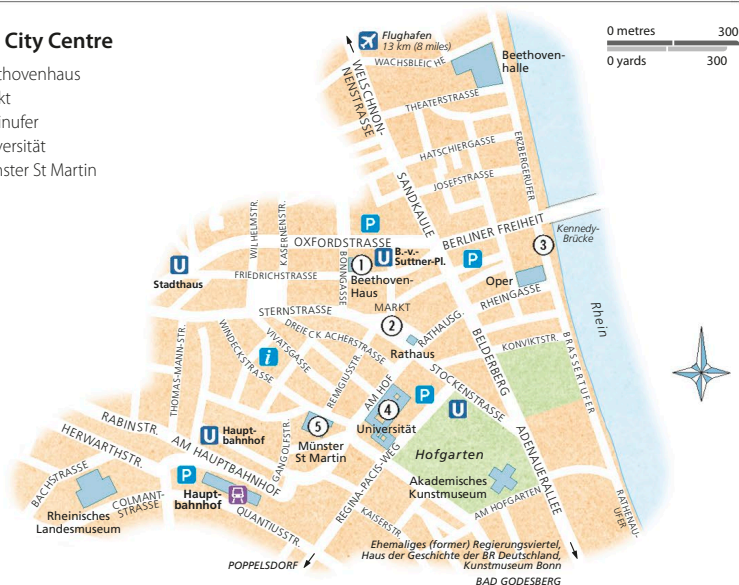 City Centre
thovenhaus
kt
inufer
versität
nster St Martin
0 metres 300
0 yards 300
Flughafen
13 km (8 miles)
WACHSBLEICHE
Beethoven-
halle
WELSCHNON-
NENSTRASSE
THEATERSTRASSE
HATSCHIERGASSE
JOSEFSTRASSE
ERZBERGERUFER
SANDKAULE
WILHELMSTR.
KASERNENSTR.
P
OXFORDSTRASSE
BERLINER FREIHEIT
Kennedy-
Brücke
3
U
Stadthaus
FRIEDRICHSTRASSE
BONNGASSE
1
U
B.-v.-
Suttner-Pl.
P
Beethoven-
Haus
Oper
RHEINGASSE
Rhein
STERNSTRASSE
MARKT
2
RATHAUSG.
Rathaus
DREIECK
ACHERSTRASSE
VIVATSGASSE
WINDECKSTRASSE
i
THOMAS-MANN-STR.
REMIGIUSSTR.
AM HOF
BELDERBERG
KONVIKTSTR.
BRASSERTUFER
STOCKENSTRASSE
P
U
4
Universität
5
Münster
St Martin
GANGOLFSTR.
U
Haupt-
bahnhof
RABINSTR.
HERWARTHSTR.
AM HAUPTBAHNHOF
BACHSTRASSE
COLMANT-
STRASSE
P
Haupt-
bahnhof
Rheinisches
Landesmuseum
QUANTIUSSTR.
REGINA-PACIS-WEG
KAISERSTR.
Hofgarten
Akademisches
Kunstmuseum
AM HOFGARTEN
ADENAUERALLEE
RATHENAU-
UFER
POPPELSDORF
Ehemaliges (former) Regierungsviertel,
Haus der Geschichte der BR Deutschland,
Kunstmuseum Bonn
BAD GODESBERG